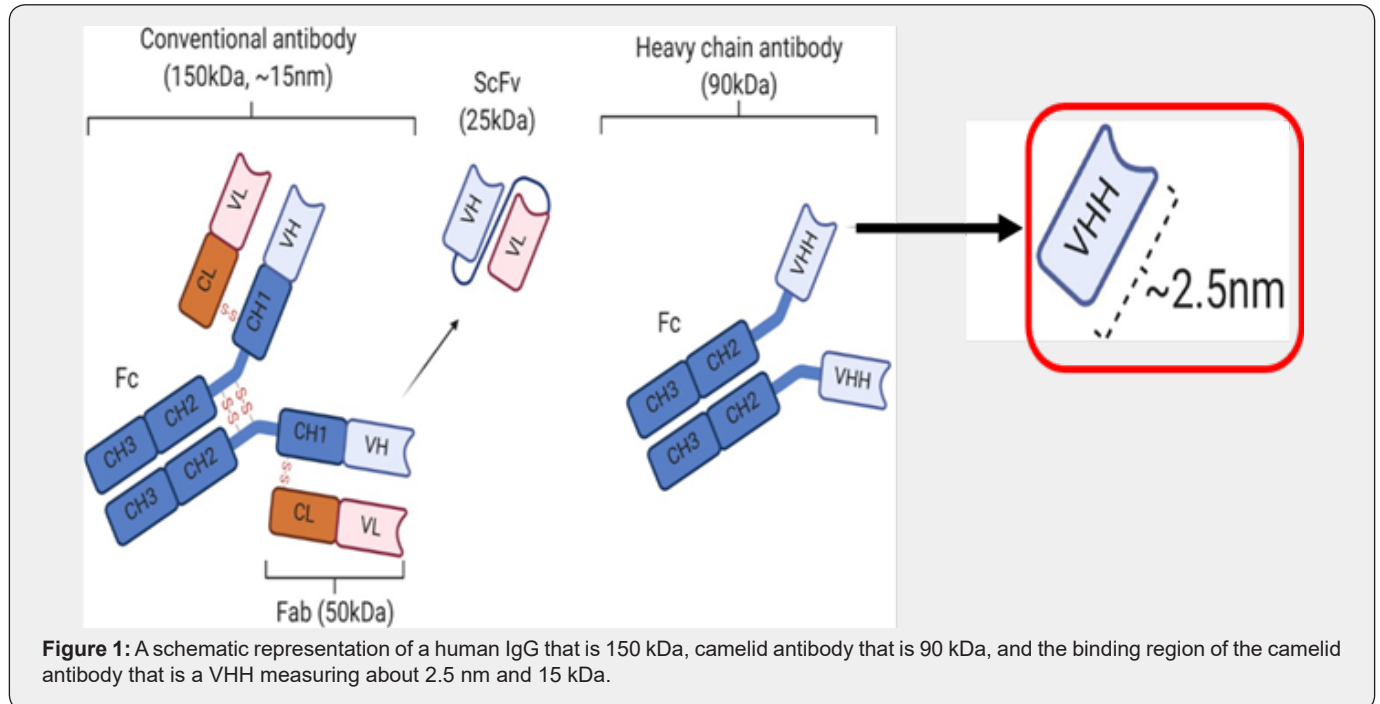 Conventional antibody
(150kDa, ~15nm)
ScFv
(25kDa)
Heavy chain antibody
(90kDa)
VL
VH
CL
S-S
CH1
Fc
CH3
CH2
S-S
S-S
CH3
CH2
CH1
VH
S-S
CL
VL
Fab (50kDa)
VH
VL
VHH
Fc
CH3
CH2
CH3
CH2
VHH
VHH
~2.5nm
Figure 1: A schematic representation of a human IgG that is 150 kDa, camelid antibody that is 90 kDa, and the binding region of the camelid
antibody that is a VHH measuring about 2.5 nm and 15 kDa.